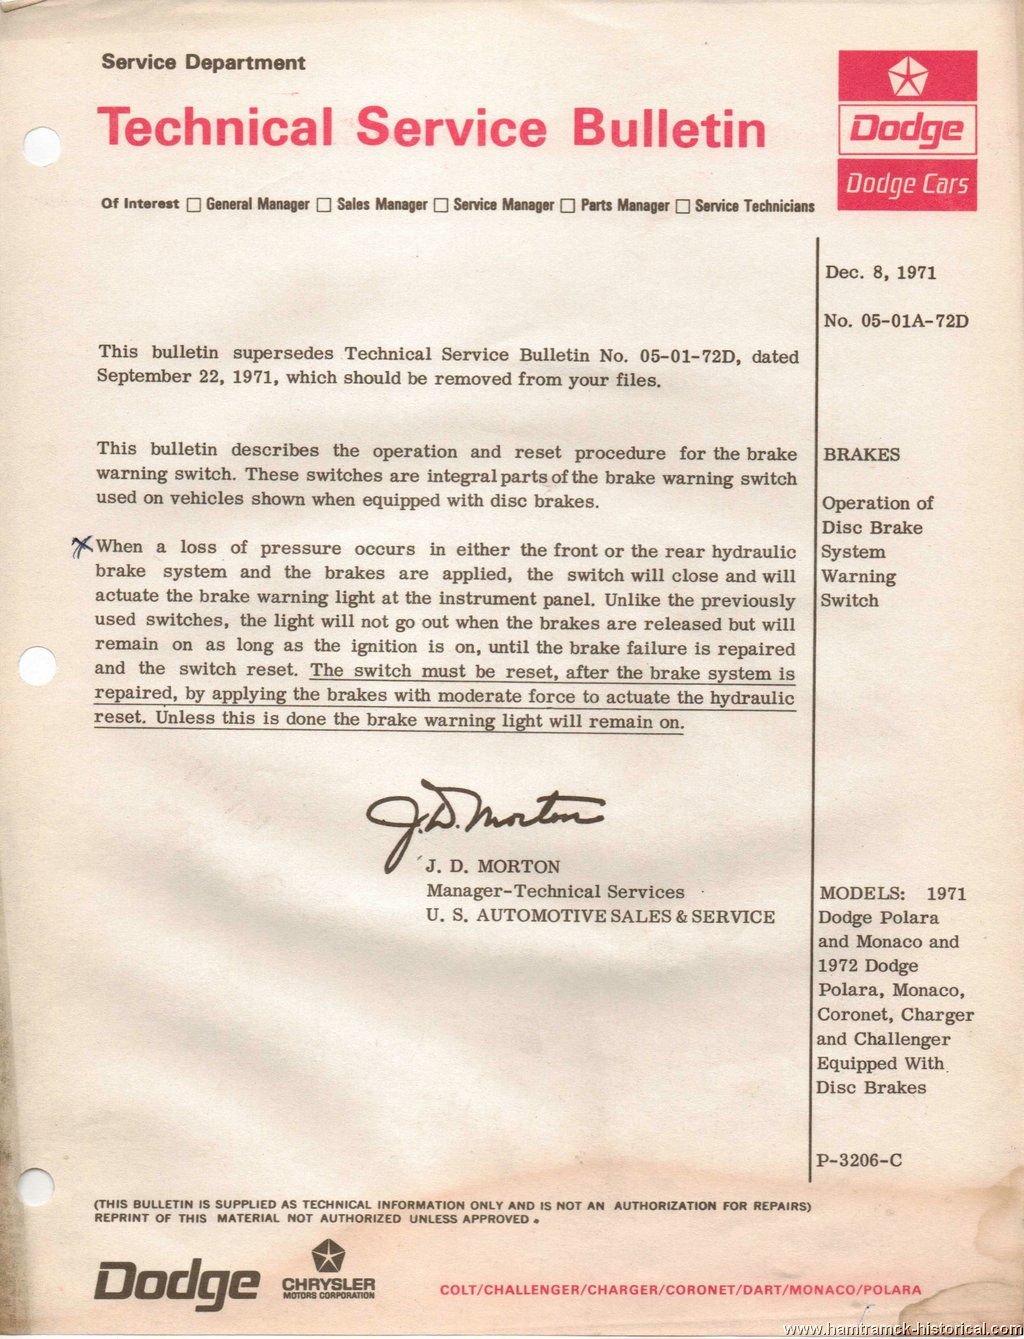 Service Department
Technical Service Bulletin
Dodge
Dodge Cars
Of Interest ☐ General Manager ☐ Sales Manager ☐ Service Manager ☐ Parts Manager ☐ Service Technicians
Dec. 8, 1971
No. 05-01A-72D
This bulletin supersedes Technical Service Bulletin No. 05-01-72D, dated
September 22, 1971, which should be removed from your files.
This bulletin describes the operation and reset procedure for the brake
warning switch. These switches are integral parts of the brake warning switch
used on vehicles shown when equipped with disc brakes.
BRAKES
Operation of
Disc Brake
System
Warning
Switch
When a loss of pressure occurs in either the front or the rear hydraulic
brake system and the brakes are applied, the switch will close and will
actuate the brake warning light at the instrument panel. Unlike the previously
used switches, the light will not go out when the brakes are released but will
remain on as long as the ignition is on, until the brake failure is repaired
and the switch reset. The switch must be reset, after the brake system is
repaired, by applying the brakes with moderate force to actuate the hydraulic
reset. Unless this is done the brake warning light will remain on.
J. D. Morton
J. D. MORTON
Manager-Technical Services
U. S. AUTOMOTIVE SALES & SERVICE
MODELS: 1971
Dodge Polara
and Monaco and
1972 Dodge
Polara, Monaco,
Coronet, Charger
and Challenger
Equipped With
Disc Brakes
P-3206-C
(THIS BULLETIN IS SUPPLIED AS TECHNICAL INFORMATION ONLY AND IS NOT AN AUTHORIZATION FOR REPAIRS)
REPRINT OF THIS MATERIAL NOT AUTHORIZED UNLESS APPROVED.
Dodge
CHRYSLER
MOTORS CORPORATION
COLT/CHALLENGER/CHARGER/CORONET/DART/MONACO/POLARA
www.hamtramck-historical.com